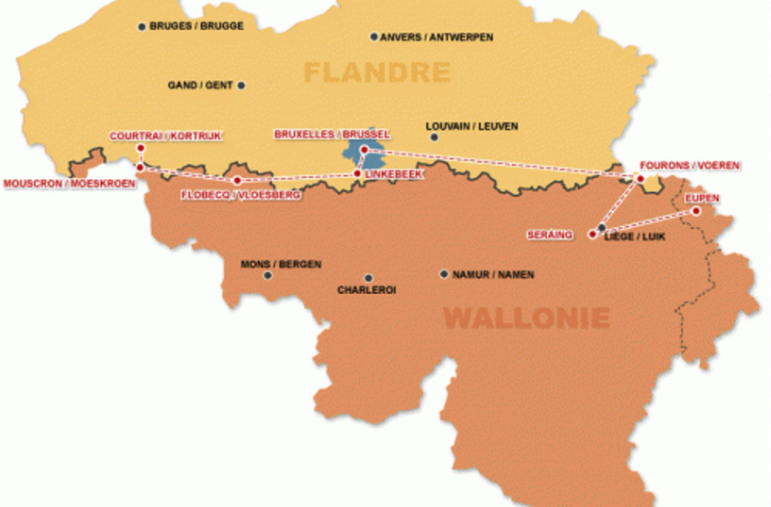 BRUGES / BRUGGE
ANVERS / ANTWERPEN
FLANDRE
GAND / GENT
LOUVAIN / LEUVEN
COURTRAI / KORTRIJK
BRUXELLES / BRUSSEL
FOURONS / VOEREN
LINKEBEEK
MOUSCRON / MOESKROEN
FLOBECQ / VLOESBERG
EUPEN
SERAING
LIEGE / LUIK
MONS / BERGEN
NAMUR / NAMEN
CHARLEROI
WALLONIE